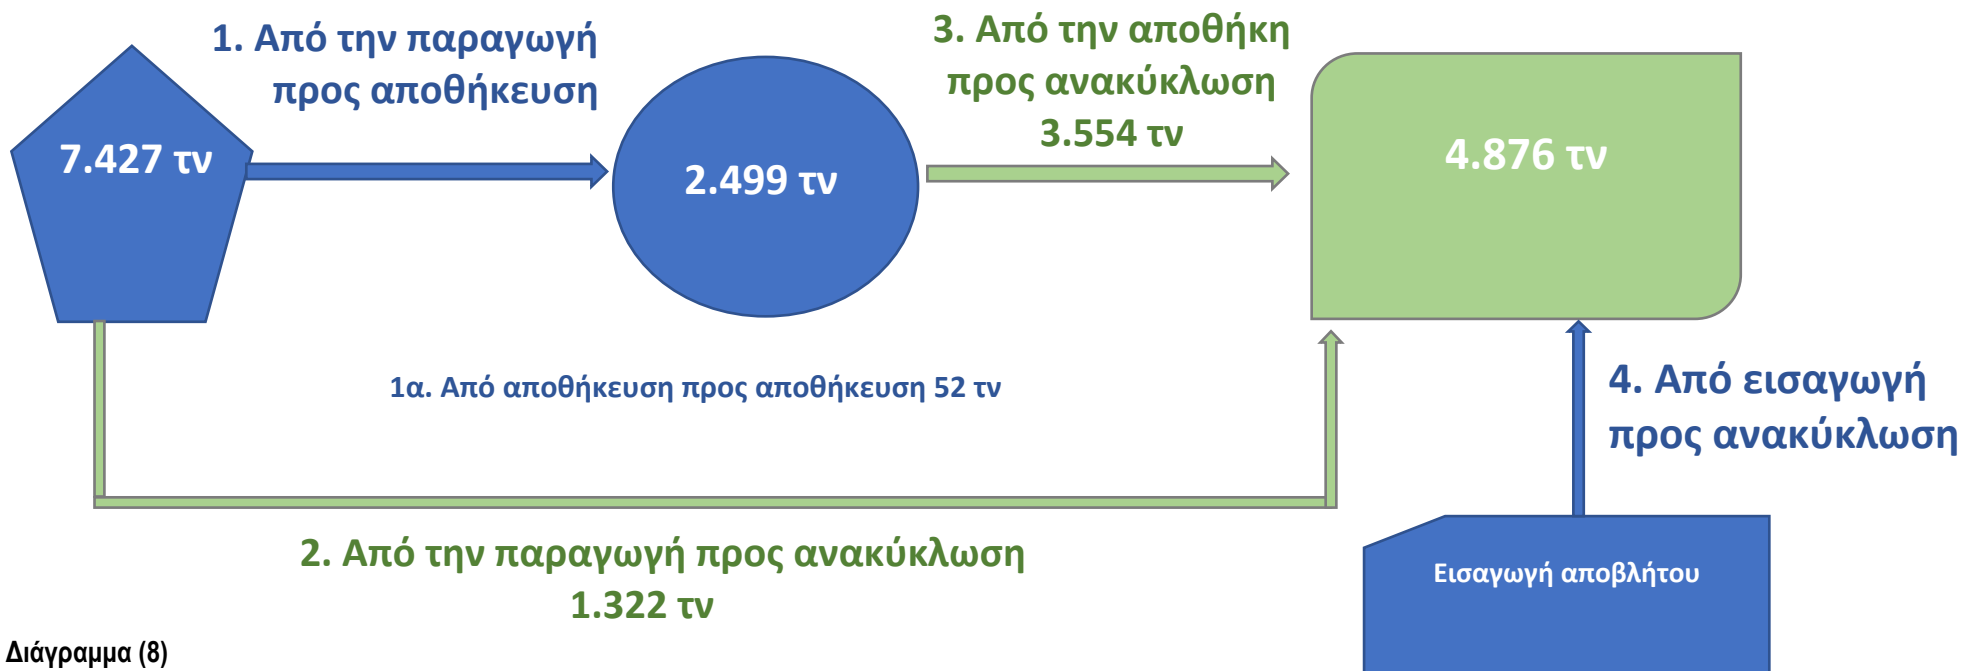 1. Από την παραγωγή
προς αποθήκευση
3. Από την αποθήκη
προς ανακύκλωση
3.554 τν
7.427 τν
2.499 τν
4.876 τν
1α. Από αποθήκευση προς αποθήκευση 52 τν
4. Από εισαγωγή
προς ανακύκλωση
2. Από την παραγωγή προς ανακύκλωση
1.322 τν
Εισαγωγή αποβλήτου
Διάγραμμα (8)